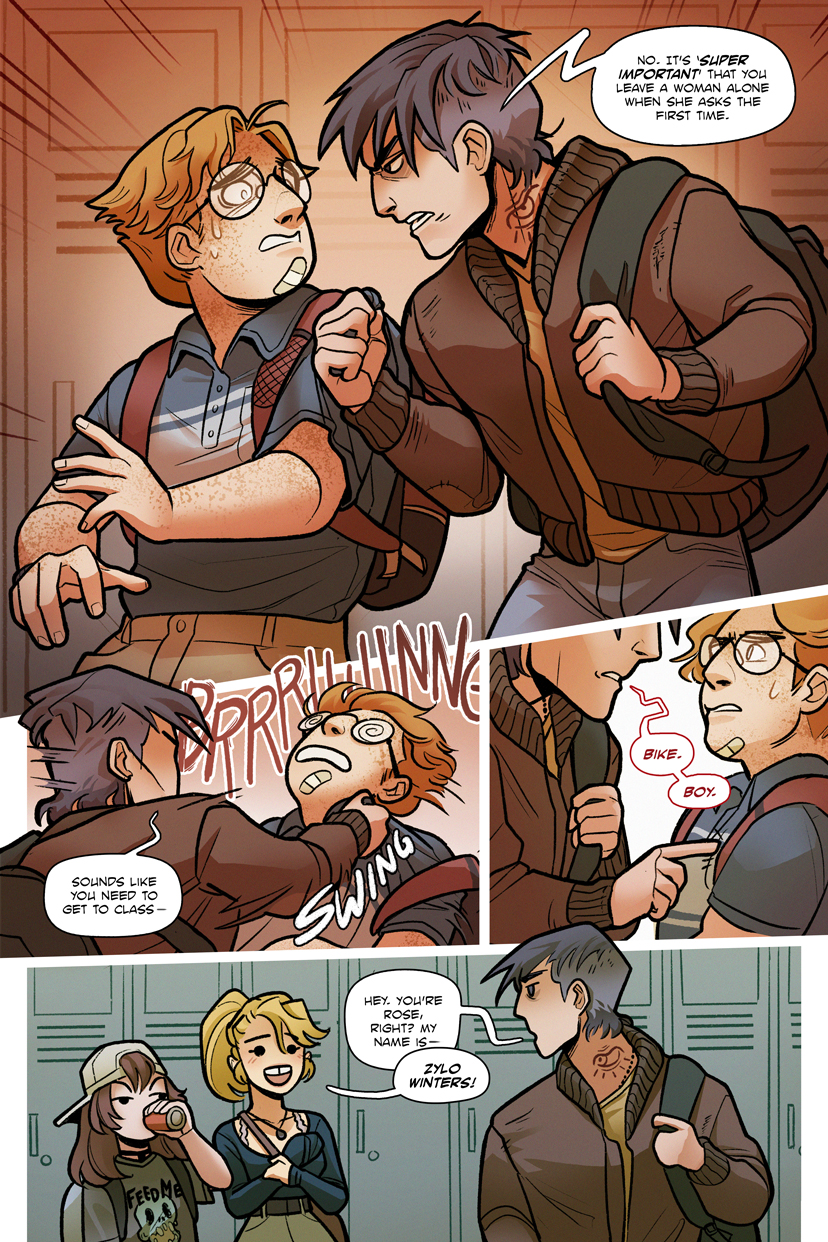 NO. IT'S 'SUPER
IMPORTANT' THAT YOU
LEAVE A WOMAN ALONE
WHEN SHE ASKS THE
FIRST TIME.
BRRRIIIINNG
SOUNDS LIKE
YOU NEED TO
GET TO CLASS—
SWING
BIKE.
BOY.
HEY. YOU'RE
ROSE,
RIGHT? MY
NAME IS—
ZYLO
WINTERS!
FEED ME